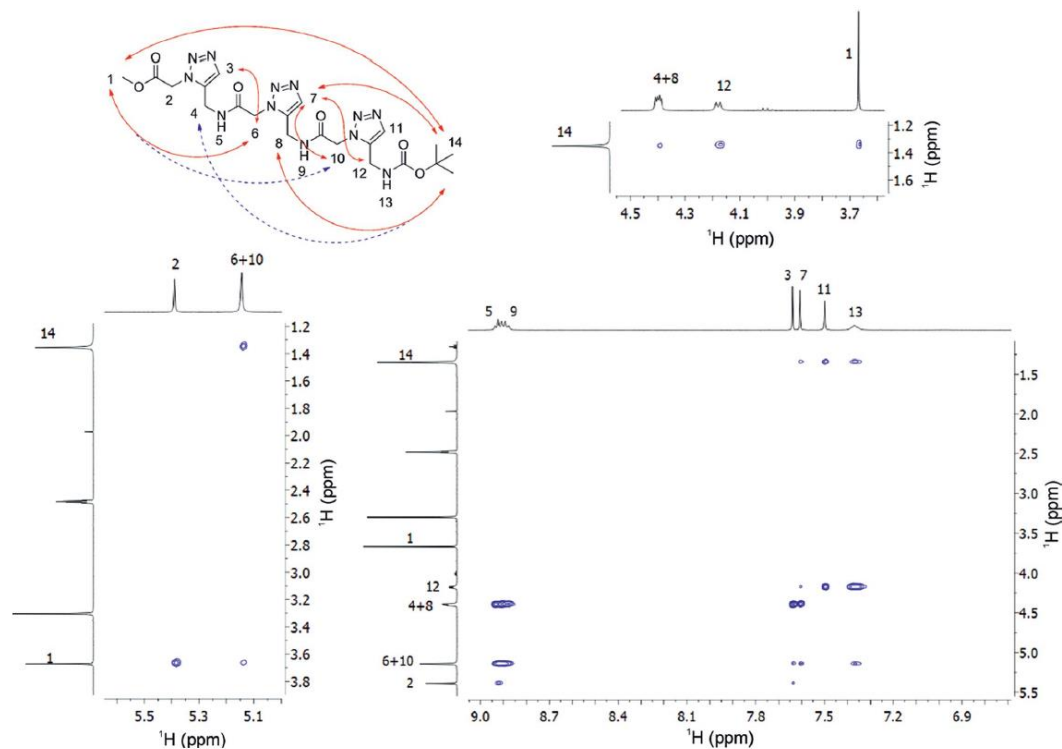 N=N
N
O
3
N=N
N
1
O
2
O
N=N
7
N
4
N
H
5
6
11
8
N
H
9
O
14
10
O
12
N
H
13
O
1
4+8
12
14
1.2
1.4
1.6
4.5 4.3 4.1 3.9 3.7
¹H (ppm)
¹H (ppm)
2
6+10
14
1
1.2
1.4
1.6
1.8
2.0
2.2
2.4
2.6
2.8
3.0
3.2
3.4
3.6
3.8
¹H (ppm)
5.5 5.3 5.1
¹H (ppm)
5 9
3 7
11
13
14
1
12
4+8
6+10
2
1.5
2.0
2.5
3.0
3.5
4.0
4.5
5.0
5.5
¹H (ppm)
9.0 8.7 8.4 8.1 7.8 7.5 7.2 6.9
¹H (ppm)